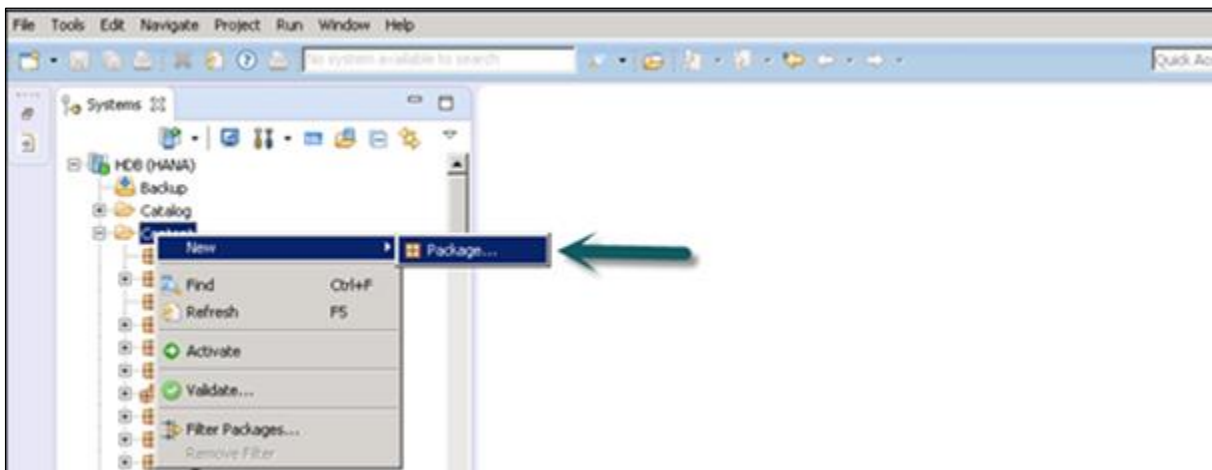 File Tools Edit Navigate Project Run Window Help
No system available to search
Quick Ac
Systems
HDB (HANA)
Backup
Catalog
New
Package...
Find Ctrl+F
Refresh F5
Activate
Validate...
Filter Packages...
Remove Filter